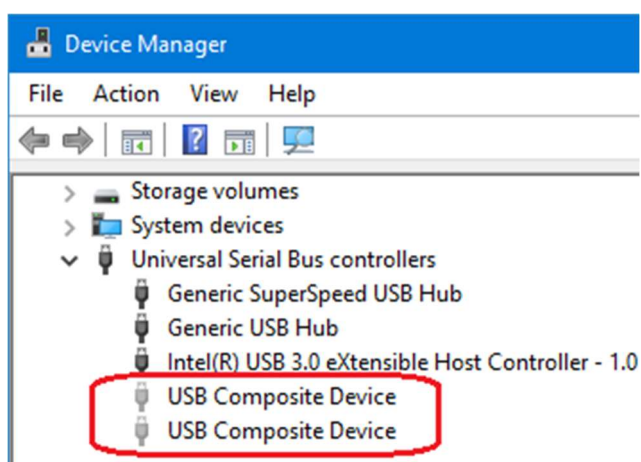 Device Manager
File Action View Help
Storage volumes
System devices
Universal Serial Bus controllers
Generic SuperSpeed USB Hub
Generic USB Hub
Intel(R) USB 3.0 eXtensible Host Controller - 1.0
USB Composite Device
USB Composite Device